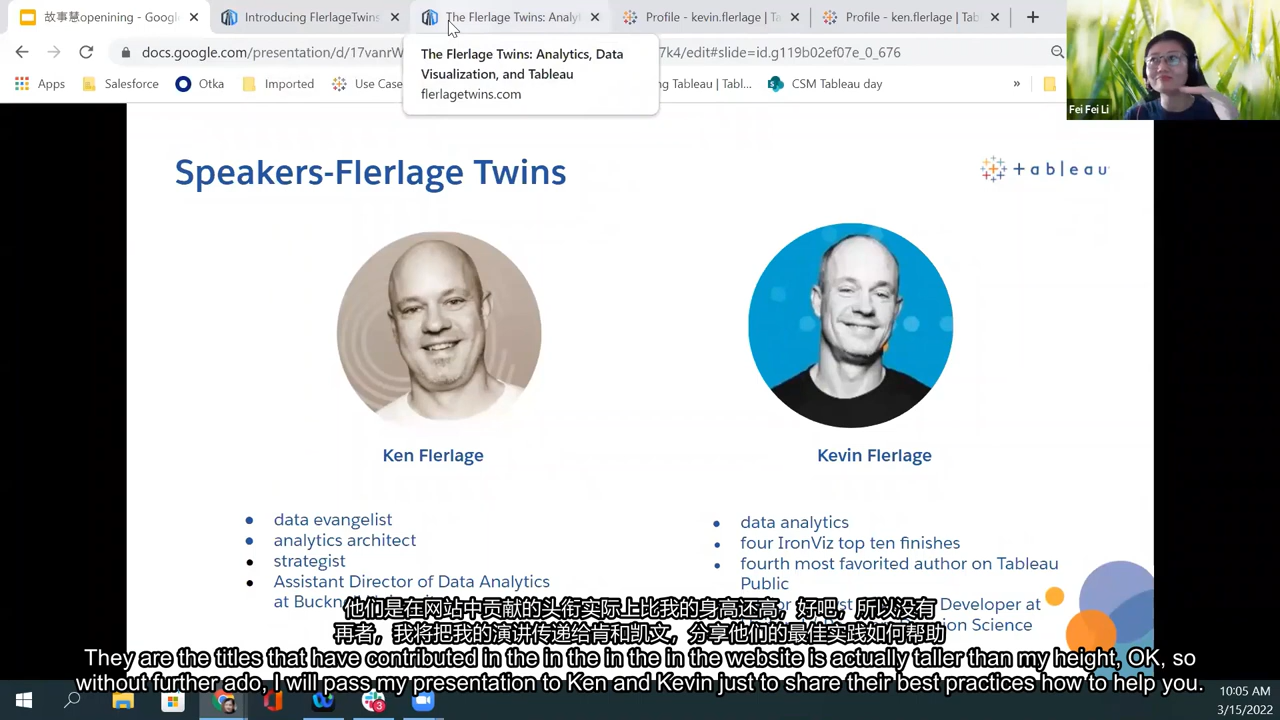 故事慧openining - Google
Introducing FlerlageTwins
The Flerlage Twins: Analyt
Profile - kevin.flerlage | Ta
Profile - ken.flerlage | Tab
docs.google.com/presentation/d/17vanrW
7k4/edit#slide=id.g119b02ef07e_0_676
The Flerlage Twins: Analytics, Data
Visualization, and Tableau
flerlagetwins.com
Apps
Salesforce
Otka
Imported
Use Case
ng Tableau | Tabl...
CSM Tableau day
»
Fei Fei Li
Speakers-Flerlage Twins
+ableau
Ken Flerlage
Kevin Flerlage
• data evangelist
• analytics architect
• strategist
• Assistant Director of Data Analytics
at Buckn
• data analytics
• four IronViz top ten finishes
• fourth most favorited author on Tableau
Public
Developer at
ion Science
他们是在网站中贡献的头衔实际上比我的身高还高，好吧，所以没有
再者，我将把我的演讲传递给肯和凯文，分享他们的最佳实践如何帮助
They are the titles that have contributed in the in the in the in the website is actually taller than my height, OK, so
without further ado, I will pass my presentation to Ken and Kevin just to share their best practices how to help you.
10:05 AM
3/15/2022